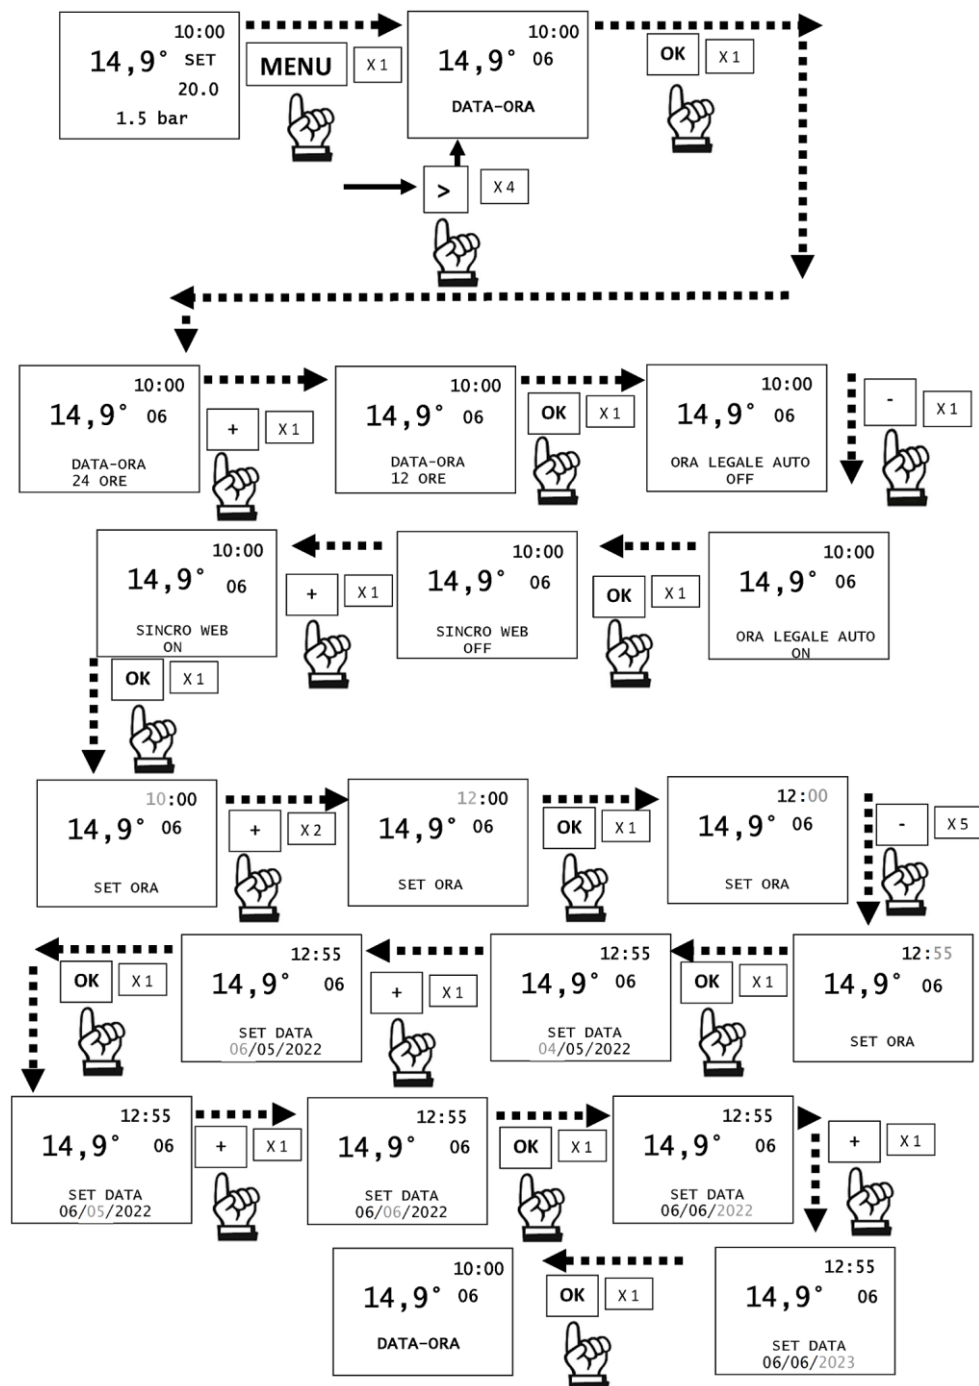 10:00
14,9° SET
20.0
1.5 bar
MENU X 1
10:00
14,9° 06
DATA-ORA
OK X 1
> X 4
10:00
14,9° 06
DATA-ORA
24 ORE
+ X 1
10:00
14,9° 06
DATA-ORA
12 ORE
OK X 1
10:00
14,9° 06
ORA LEGALE AUTO
OFF
- X 1
10:00
14,9° 06
ORA LEGALE AUTO
ON
OK X 1
10:00
14,9° 06
SINCRO WEB
OFF
+ X 1
10:00
14,9° 06
SINCRO WEB
ON
OK X 1
10:00
14,9° 06
SET ORA
+ X 2
12:00
14,9° 06
SET ORA
OK X 1
12:00
14,9° 06
SET ORA
- X 5
12:55
14,9° 06
SET ORA
OK X 1
12:55
14,9° 06
SET DATA
04/05/2022
+ X 1
12:55
14,9° 06
SET DATA
06/05/2022
OK X 1
12:55
14,9° 06
SET DATA
06/05/2022
+ X 1
12:55
14,9° 06
SET DATA
06/06/2022
OK X 1
12:55
14,9° 06
SET DATA
06/06/2022
+ X 1
12:55
14,9° 06
SET DATA
06/06/2023
OK X 1
10:00
14,9° 06
DATA-ORA